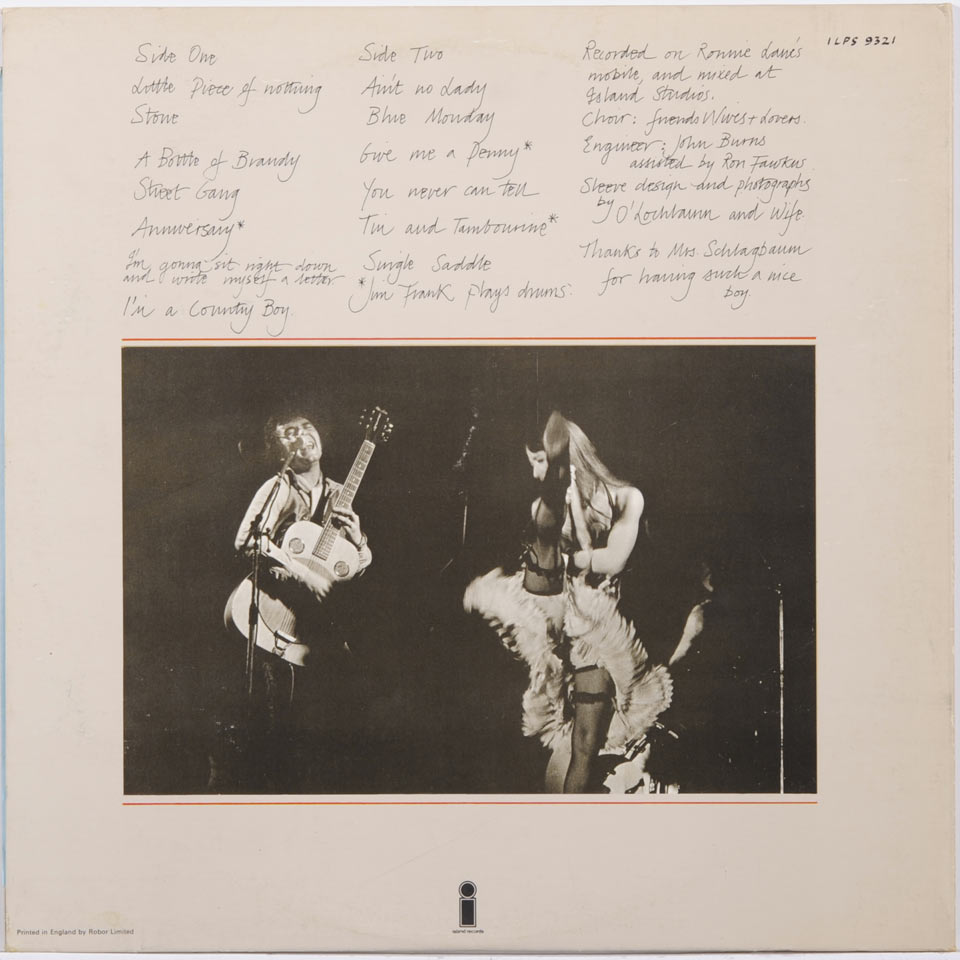 Side One
Little Piece of nothing
Stone
A Bottle of Brandy
Street Gang
Anniversary*
I'm gonna sit right down
and write myself a letter
I'm a Country Boy.
Side Two
Ain't no Lady
Blue Monday
Give me a Penny*
You never can tell
Tin and Tambourine*
Single Saddle
*Jim Frank plays drums.
Recorded on Ronnie Lane's
mobile, and mixed at
Island Studios.
Choir: friends Wives + Lovers.
Engineer: John Burns
assisted by Ron Fawkus
Sleeve design and photographs
by O'Lochlainn and Wife.
Thanks to Mrs. Schlagbaum
for having such a nice
boy.
ILPS 9321
island records
Printed in England by Robor Limited